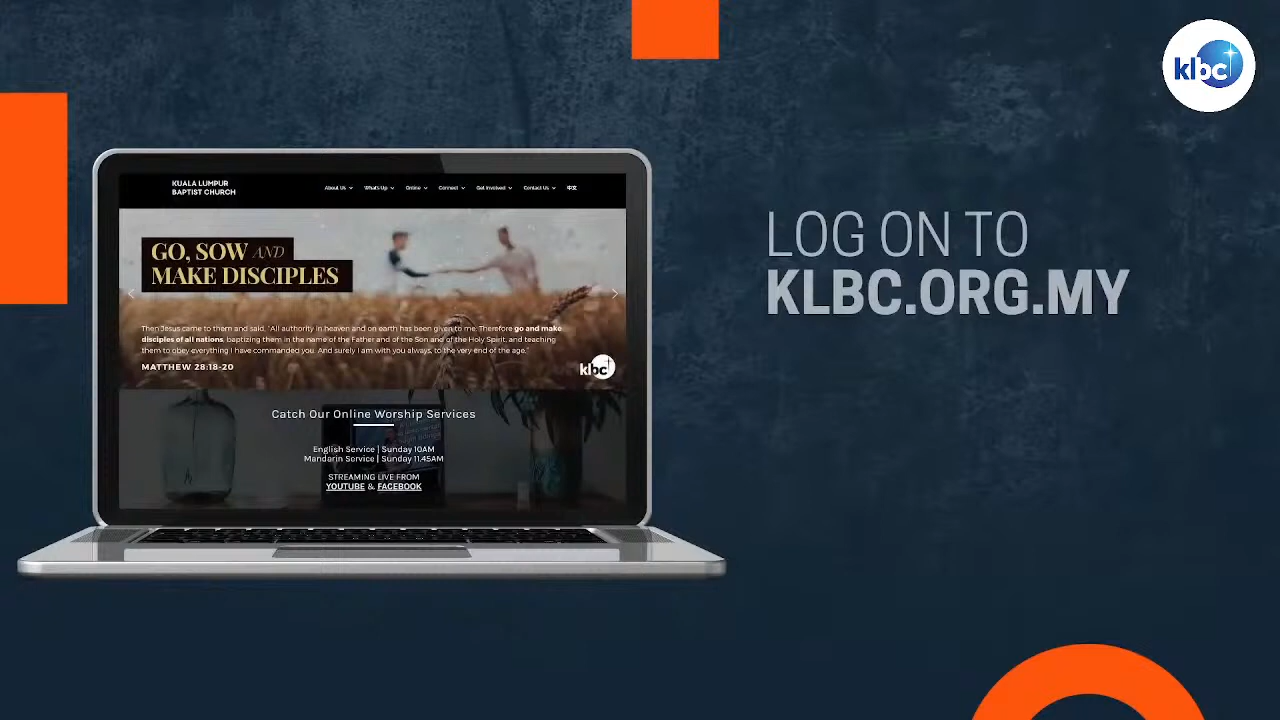 klbc
KUALA LUMPUR
BAPTIST CHURCH
About Us
What's Up
Online
Connect
Get Involved
Contact Us
中文
GO, SOW AND
MAKE DISCIPLES
Then Jesus came to them and said, "All authority in heaven and on earth has been given to me. Therefore go and make
disciples of all nations, baptizing them in the name of the Father and of the Son and of the Holy Spirit, and teaching
them to obey everything I have commanded you. And surely I am with you always, to the very end of the age."
MATTHEW 28:18-20
klbc
Catch Our Online Worship Services
English Service | Sunday 10AM
Mandarin Service | Sunday 11.45AM
STREAMING LIVE FROM
YOUTUBE & FACEBOOK
LOG ON TO
KLBC.ORG.MY